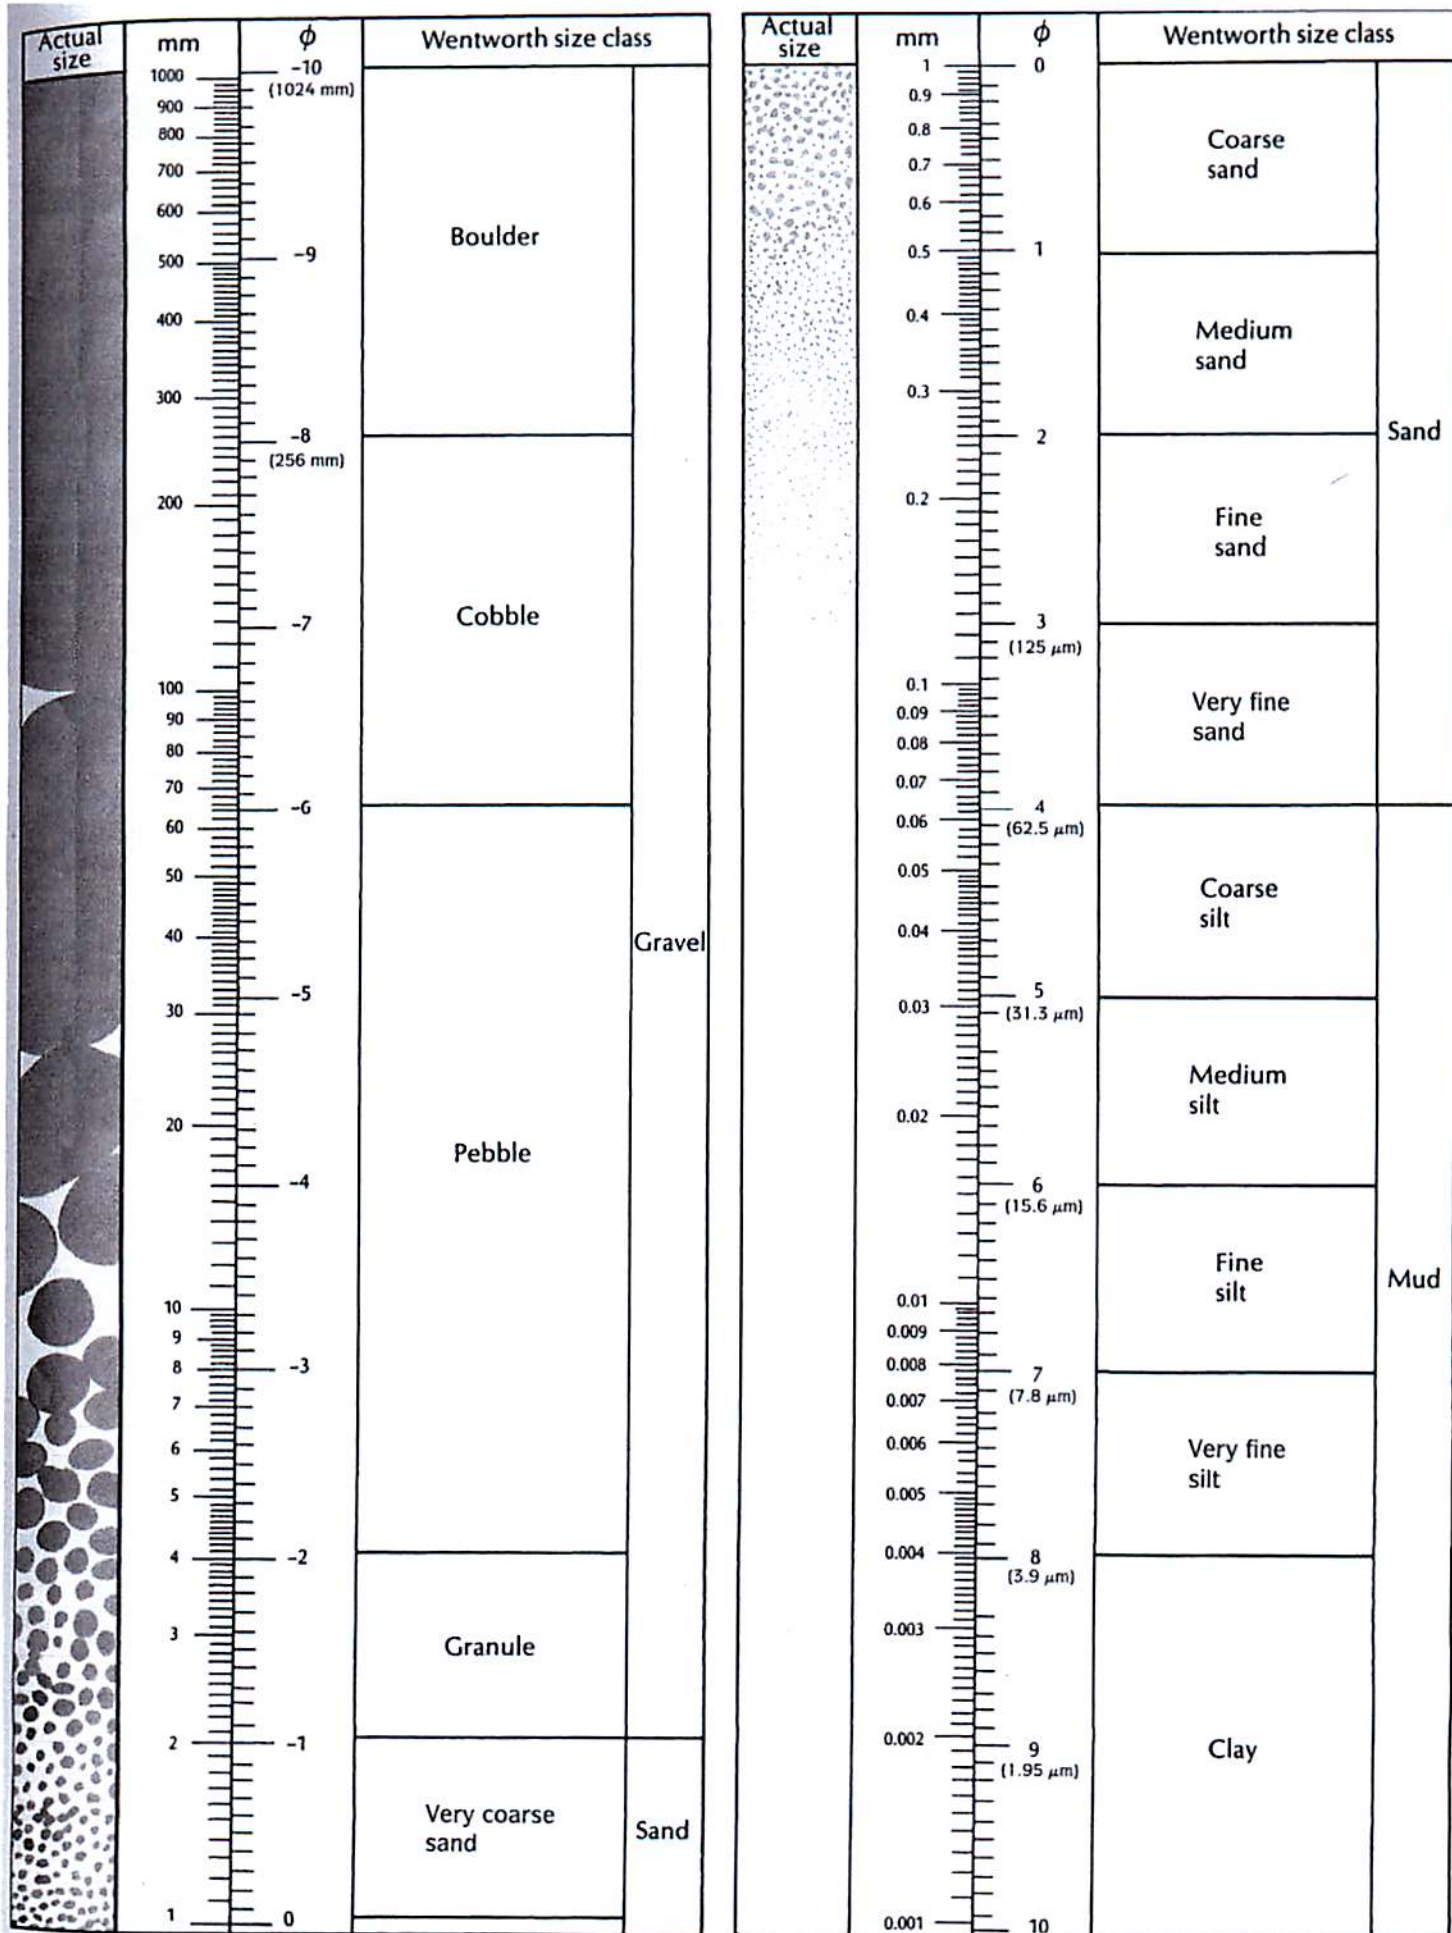 Actual
size
mm
ϕ
Wentworth size class
1000
−10
(1024 mm)
900
800
700
600
Boulder
500
−9
400
300
−8
(256 mm)
200
Cobble
−7
100
90
80
70
−6
60
50
40
Gravel
−5
30
20
Pebble
−4
10
9
8
−3
7
6
5
4
−2
3
Granule
2
−1
Very coarse
sand
Sand
1
0
Actual
size
mm
ϕ
Wentworth size class
1
0
0.9
0.8
Coarse
sand
0.7
0.6
0.5
1
0.4
Medium
sand
0.3
2
Sand
0.2
Fine
sand
3
(125 μm)
0.1
0.09
Very fine
sand
0.08
0.07
4
(62.5 μm)
0.06
0.05
Coarse
silt
0.04
5
(31.3 μm)
0.03
Medium
silt
0.02
6
(15.6 μm)
Fine
silt
Mud
0.01
0.009
0.008
7
(7.8 μm)
0.007
0.006
Very fine
silt
0.005
0.004
8
(3.9 μm)
0.003
0.002
9
(1.95 μm)
Clay
0.001
10